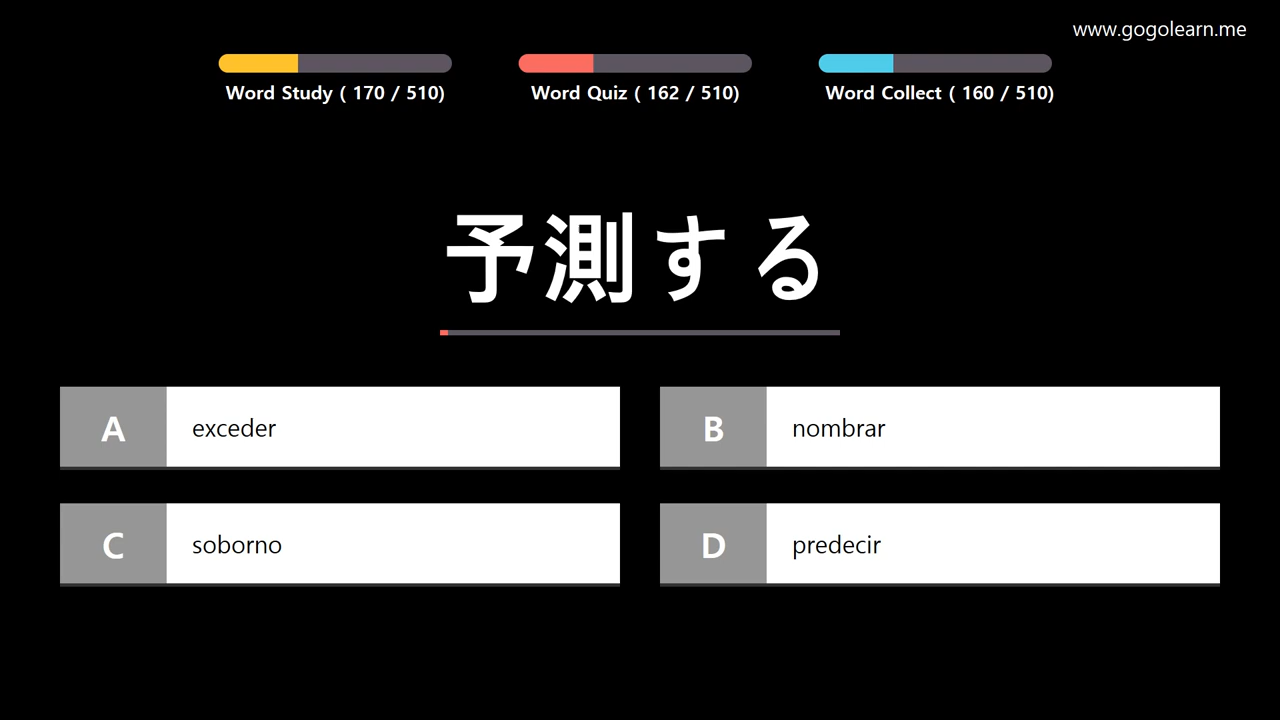 www.gogolearn.me
Word Study ( 170 / 510)
Word Quiz ( 162 / 510)
Word Collect ( 160 / 510)
予測する
A exceder
B nombrar
C soborno
D predecir